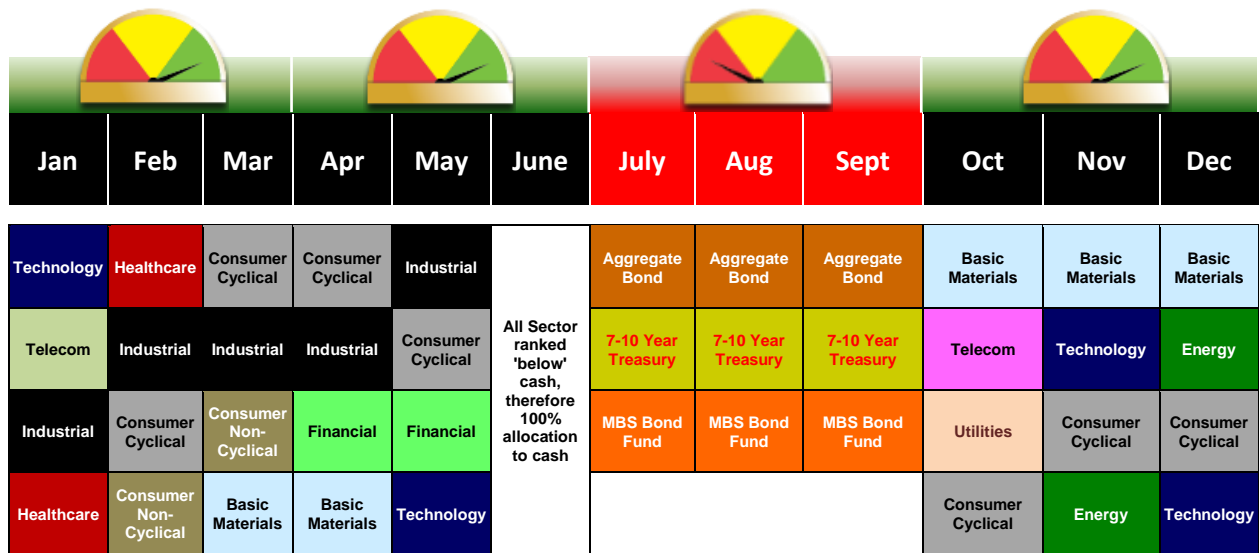 Jan Feb Mar Apr May June July Aug Sept Oct Nov Dec
Technology
Healthcare
Consumer
Cyclical
Consumer
Cyclical
Industrial
All Sector
ranked
'below'
cash,
therefore
100%
allocation
to cash
Aggregate
Bond
Aggregate
Bond
Aggregate
Bond
Basic
Materials
Basic
Materials
Basic
Materials
Telecom
Industrial
Industrial
Industrial
Consumer
Cyclical
7-10 Year
Treasury
7-10 Year
Treasury
7-10 Year
Treasury
Telecom
Technology
Energy
Industrial
Consumer
Cyclical
Consumer
Non-
Cyclical
Financial
Financial
MBS Bond
Fund
MBS Bond
Fund
MBS Bond
Fund
Utilities
Consumer
Cyclical
Consumer
Cyclical
Healthcare
Consumer
Non-
Cyclical
Basic
Materials
Basic
Materials
Technology
Consumer
Cyclical
Energy
Technology